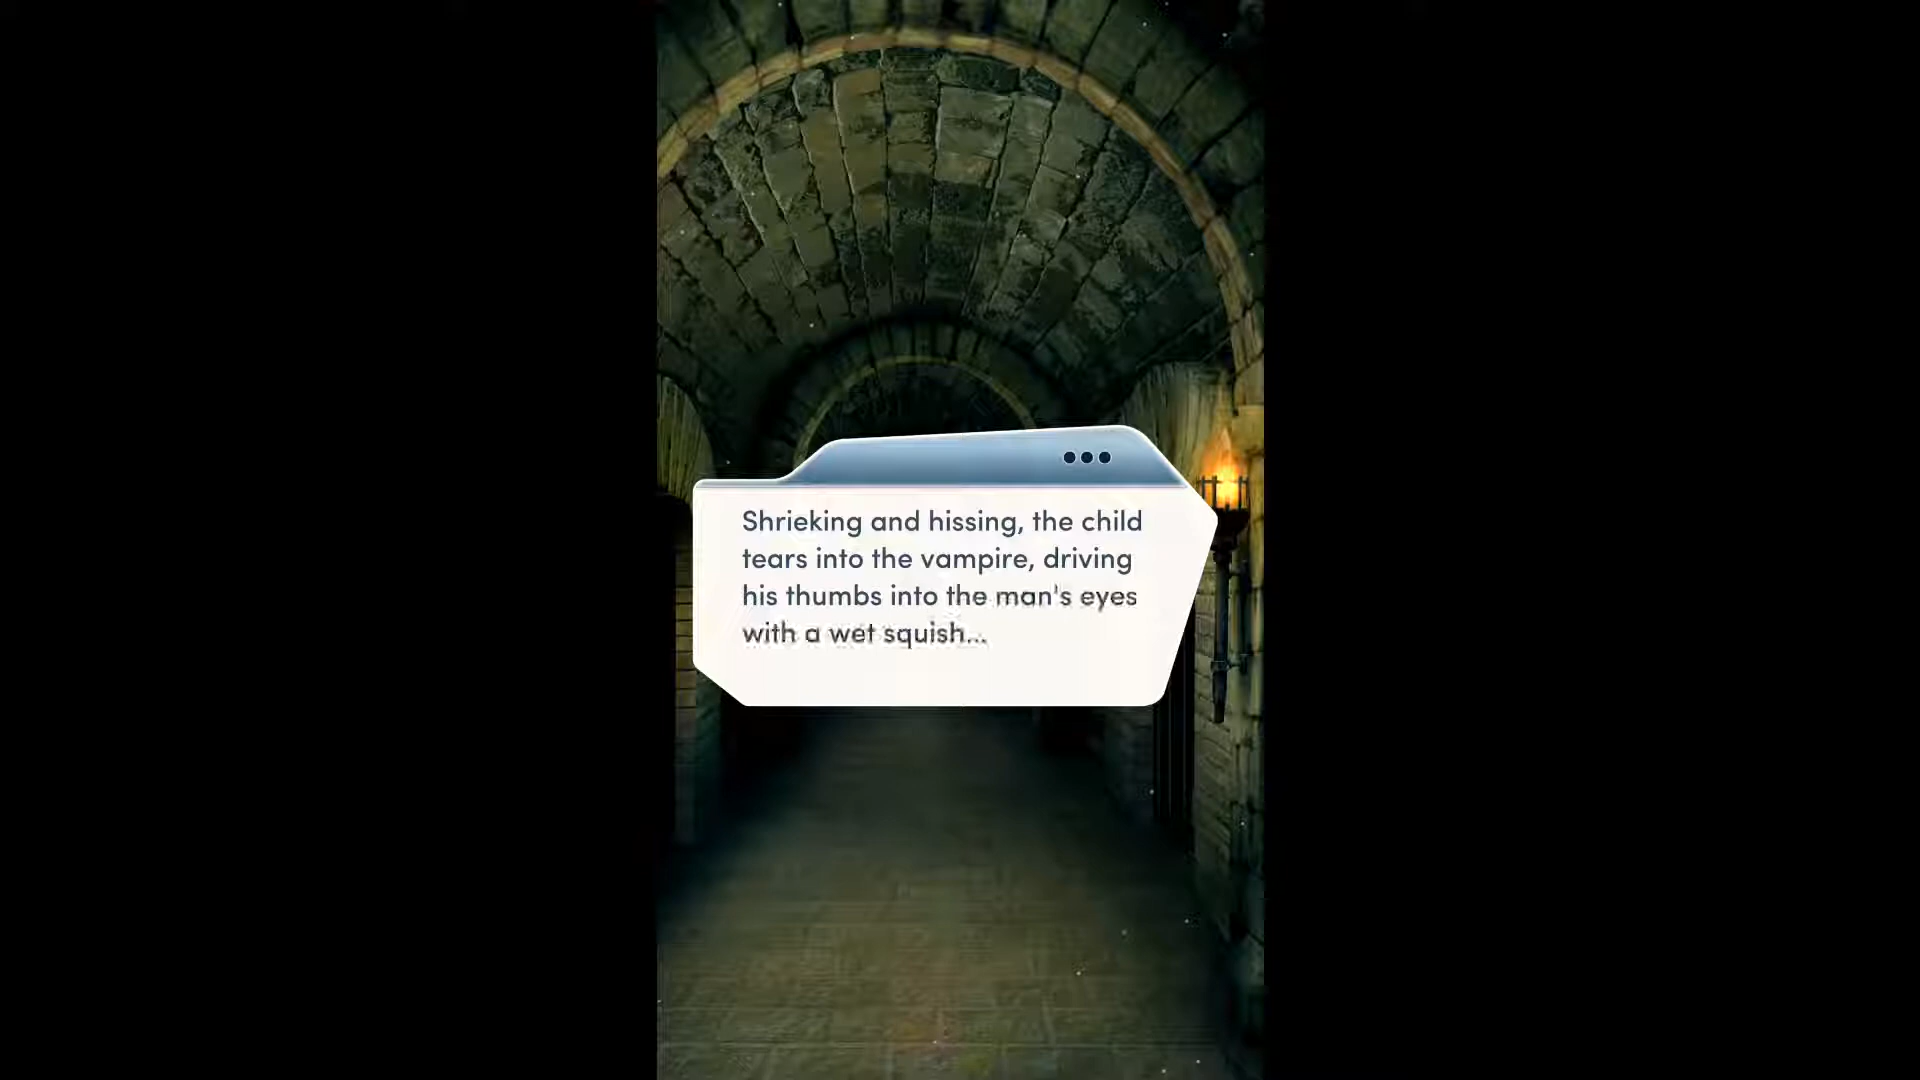 Shrieking and hissing, the child
tears into the vampire, driving
his thumbs into the man's eyes
with a wet squish...